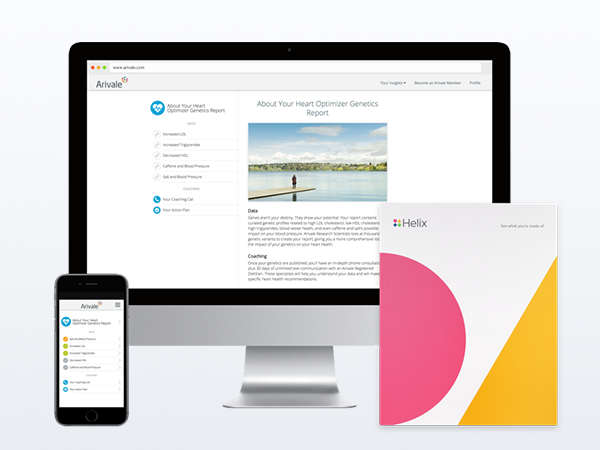 www.arivale.com
Arivale
Your Insights
Become an Arivale Member
Profile
About Your Heart
Optimizer Genetics Report
DATA
Increased LDL
Increased Triglycerides
Decreased HDL
Caffeine and Blood Pressure
Salt and Blood Pressure
COACHING
Your Coaching Call
Your Action Plan
About Your Heart Optimizer Genetics
Report
Data
Genes aren't your destiny. They show your potential. Your report contains
curated genetic profiles related to high LDL cholesterol, low HDL cholesterol,
high triglycerides, blood vessel health, and even caffeine and salt's possible
impact on your blood pressure. Arivale Research Scientists look at thousand
genetic variants to create your report, giving you a more comprehensive loo
the impact of your genetics on your heart health.
Coaching
Once your genetics are published, you'll have an in-depth phone consultati
plus 30 days of unlimited text communication with an Arivale Registered
Dietitian. These specialists will help you understand your data and will make
specific heart health recommendations.
Helix
See what you're made of
Arivale
About Your Heart
Optimizer Genetics Report
DATA
Salt and Blood Pressure
Increased LDL
Increased Triglycerides
Decreased HDL
Caffeine and Blood Pressure
COACHING
Your Coaching Call
Your Action Plan